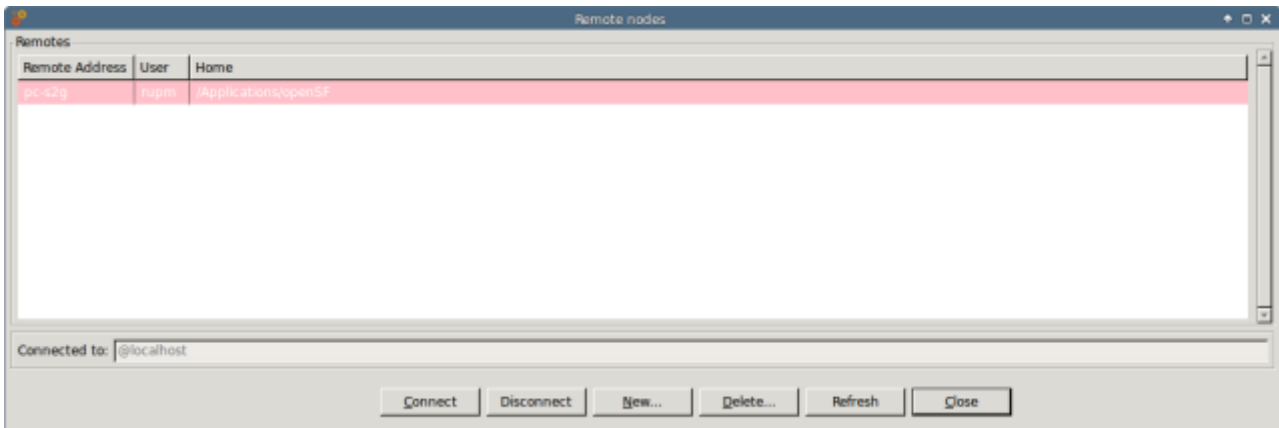 Remote nodes
Remotes
Remote Address User Home
pc-s2g rupm /Applications/openSF
Connected to: @localhost
Connect Disconnect New... Delete... Refresh Close